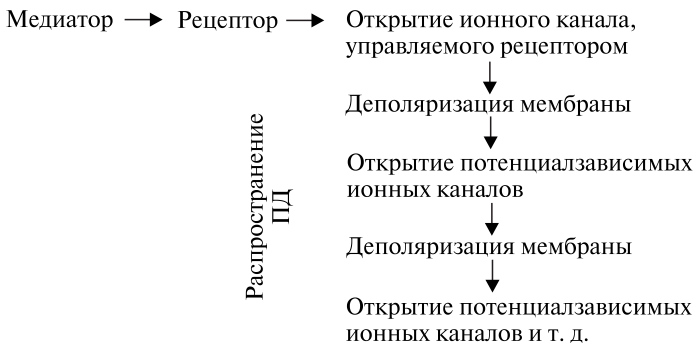 Медиатор → Рецептор → Открытие ионного канала,
управляемого рецептором
Деполяризация мембраны
Открытие потенциалзависимых
ионных каналов
Деполяризация мембраны
Открытие потенциалзависимых
ионных каналов и т. д.
Распространение
ПД